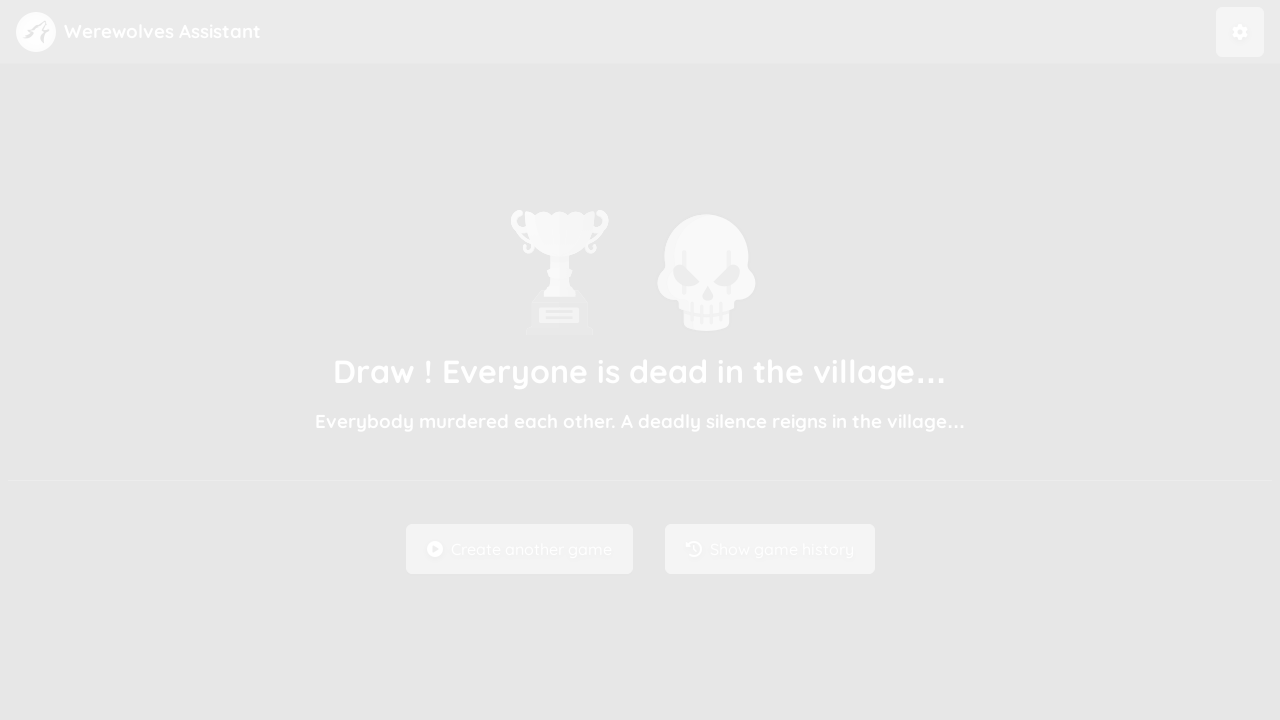 Werewolves Assistant
Draw ! Everyone is dead in the village...
Everybody murdered each other. A deadly silence reigns in the village...
Create another game
Show game history